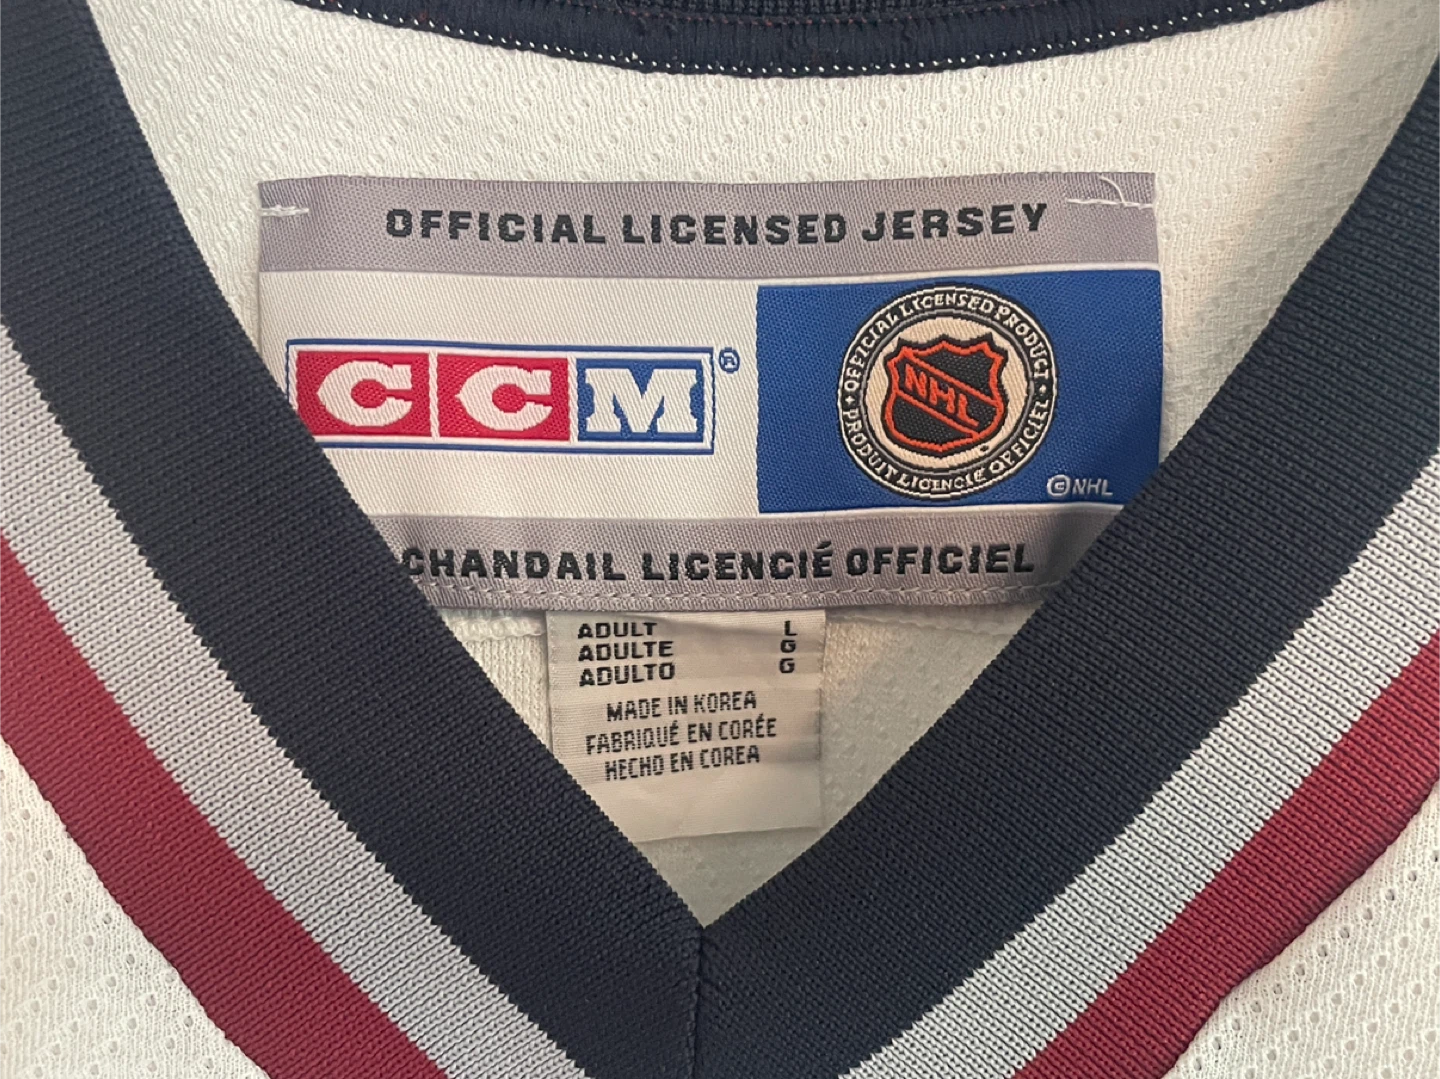 OFFICIAL LICENSED JERSEY
CCM®
OFFICIAL LICENSED PRODUCT
NHL
PRODUIT LICENCIÉ OFFICIEL
©NHL
CHANDAIL LICENCIÉ OFFICIEL
ADULT L
ADULTE G
ADULTO G
MADE IN KOREA
FABRIQUÉ EN CORÉE
HECHO EN COREA